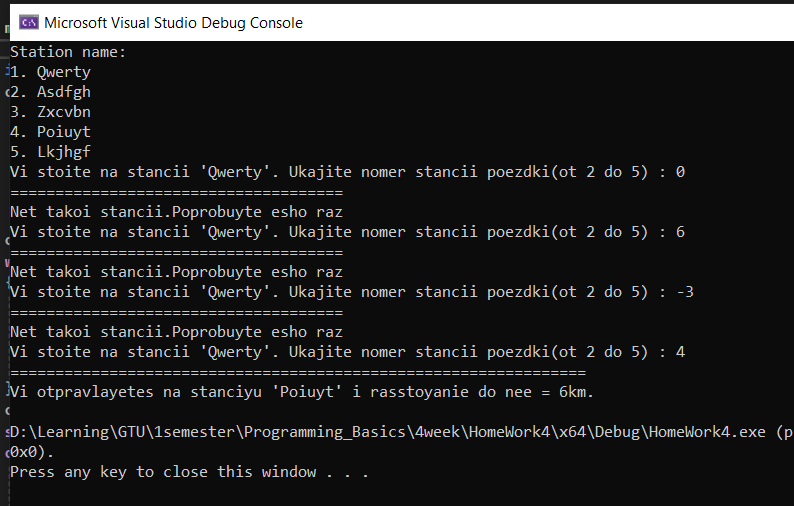 Microsoft Visual Studio Debug Console
Station name:
1. Qwerty
2. Asdfgh
3. Zxcvbn
4. Poiuyt
5. Lkjhgf
Vi stoite na stancii 'Qwerty'. Ukajite nomer stancii poezdki(ot 2 do 5) : 0
=====================================
Net takoi stancii.Poprobuyte esho raz
Vi stoite na stancii 'Qwerty'. Ukajite nomer stancii poezdki(ot 2 do 5) : 6
=====================================
Net takoi stancii.Poprobuyte esho raz
Vi stoite na stancii 'Qwerty'. Ukajite nomer stancii poezdki(ot 2 do 5) : -3
=====================================
Net takoi stancii.Poprobuyte esho raz
Vi stoite na stancii 'Qwerty'. Ukajite nomer stancii poezdki(ot 2 do 5) : 4
================================================================
Vi otpravlayetes na stanciyu 'Poiuyt' i rasstoyanie do nee = 6km.
D:\Learning\GTU\1semester\Programming_Basics\4week\HomeWork4\x64\Debug\HomeWork4.exe (p
0x0).
Press any key to close this window . . .